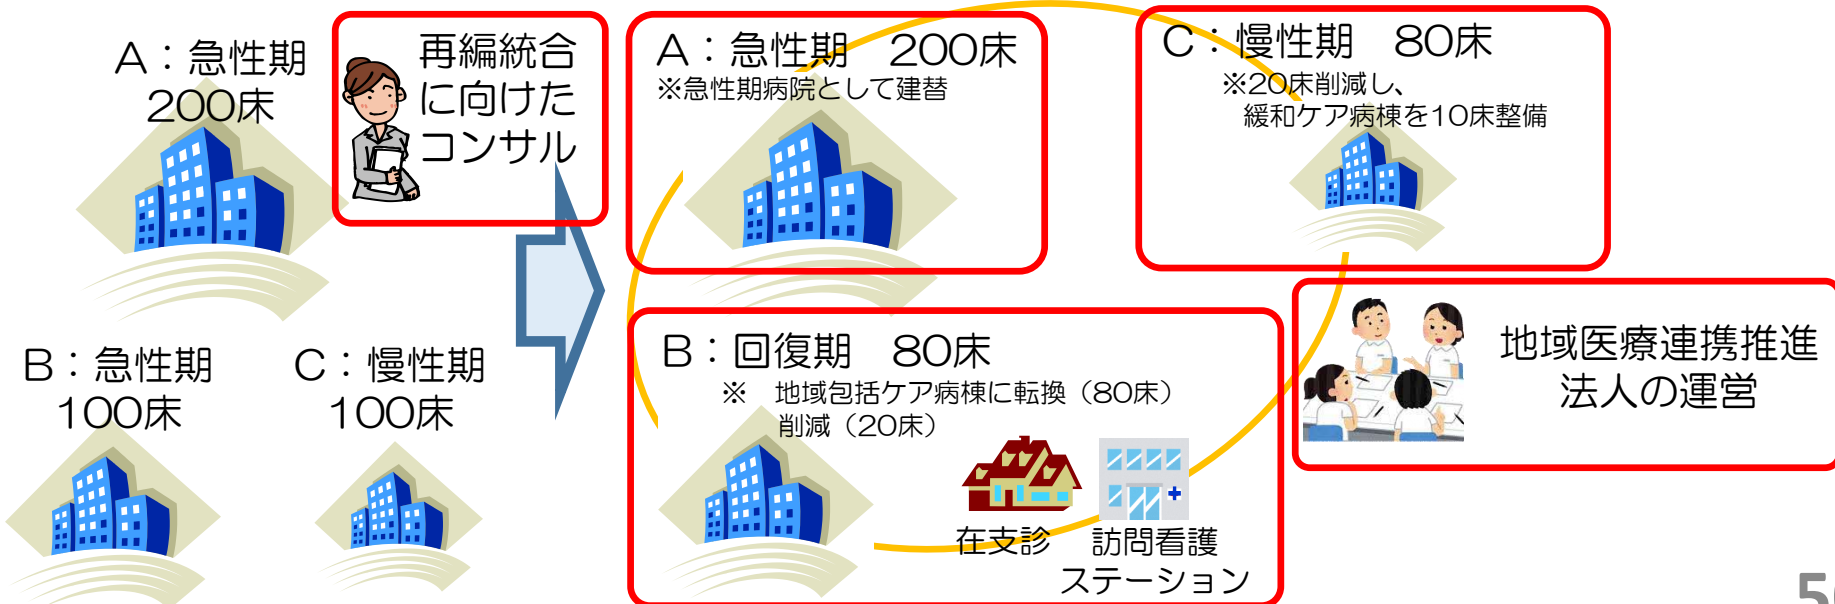 A：急性期
200床
B：急性期
100床
C：慢性期
100床
再編統合
に向けた
コンサル
A：急性期　200床
※急性期病院として建替
C：慢性期　80床
※20床削減し、
緩和ケア病棟を10床整備
B：回復期　80床
※　地域包括ケア病棟に転換（80床）
削減（20床）
在支診
訪問看護
ステーション
地域医療連携推進
法人の運営